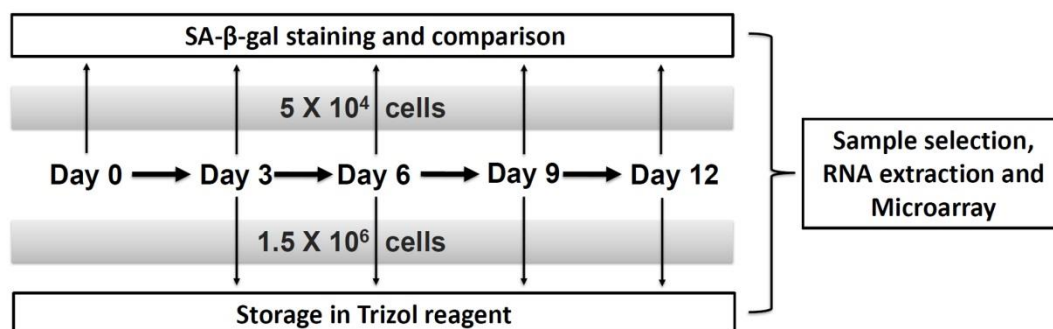 SA-β-gal staining and comparison
5 X 10⁴ cells
Day 0 Day 3 Day 6 Day 9 Day 12
1.5 X 10⁶ cells
Storage in Trizol reagent
Sample selection,
RNA extraction and
Microarray